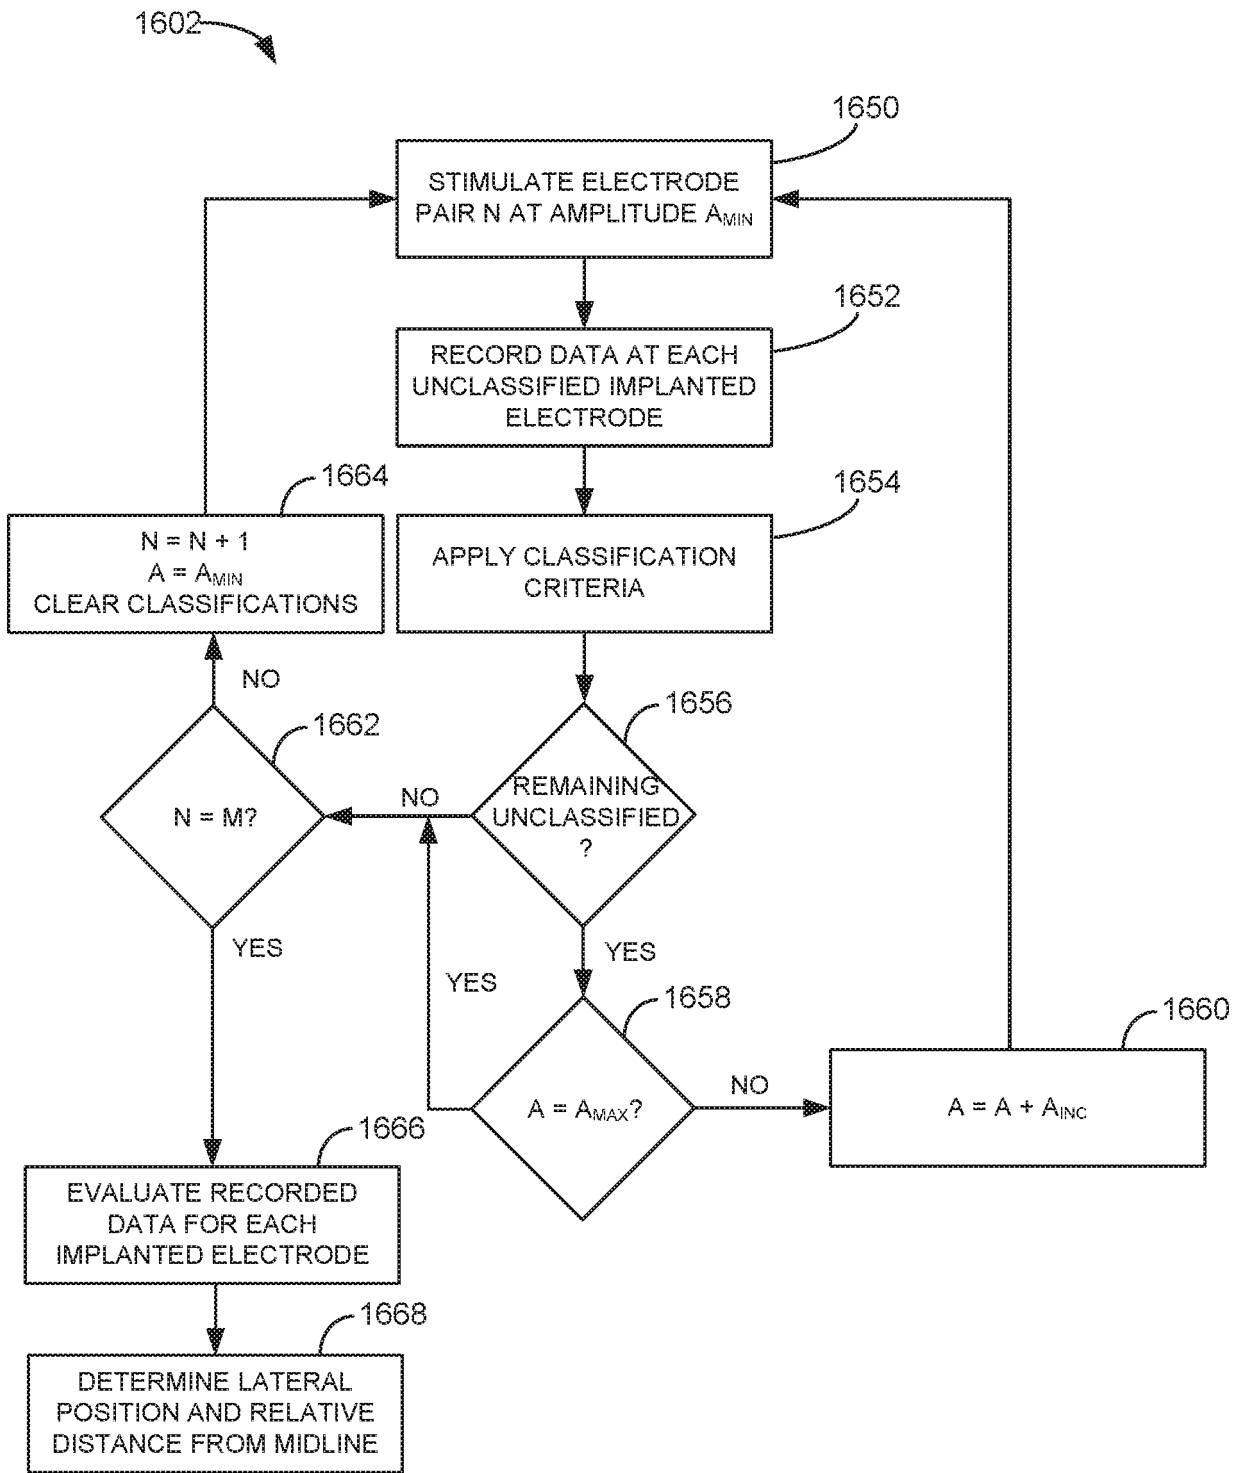 1602
1650
STIMULATE ELECTRODE
PAIR N AT AMPLITUDE AMIN
1652
RECORD DATA AT EACH
UNCLASSIFIED IMPLANTED
ELECTRODE
1664
N = N + 1
A = AMIN
CLEAR CLASSIFICATIONS
1654
APPLY CLASSIFICATION
CRITERIA
NO
1662
N = M?
NO
1656
REMAINING
UNCLASSIFIED
?
YES
YES
YES
1658
A = AMAX?
NO
1660
A = A + AINC
1666
EVALUATE RECORDED
DATA FOR EACH
IMPLANTED ELECTRODE
1668
DETERMINE LATERAL
POSITION AND RELATIVE
DISTANCE FROM MIDLINE